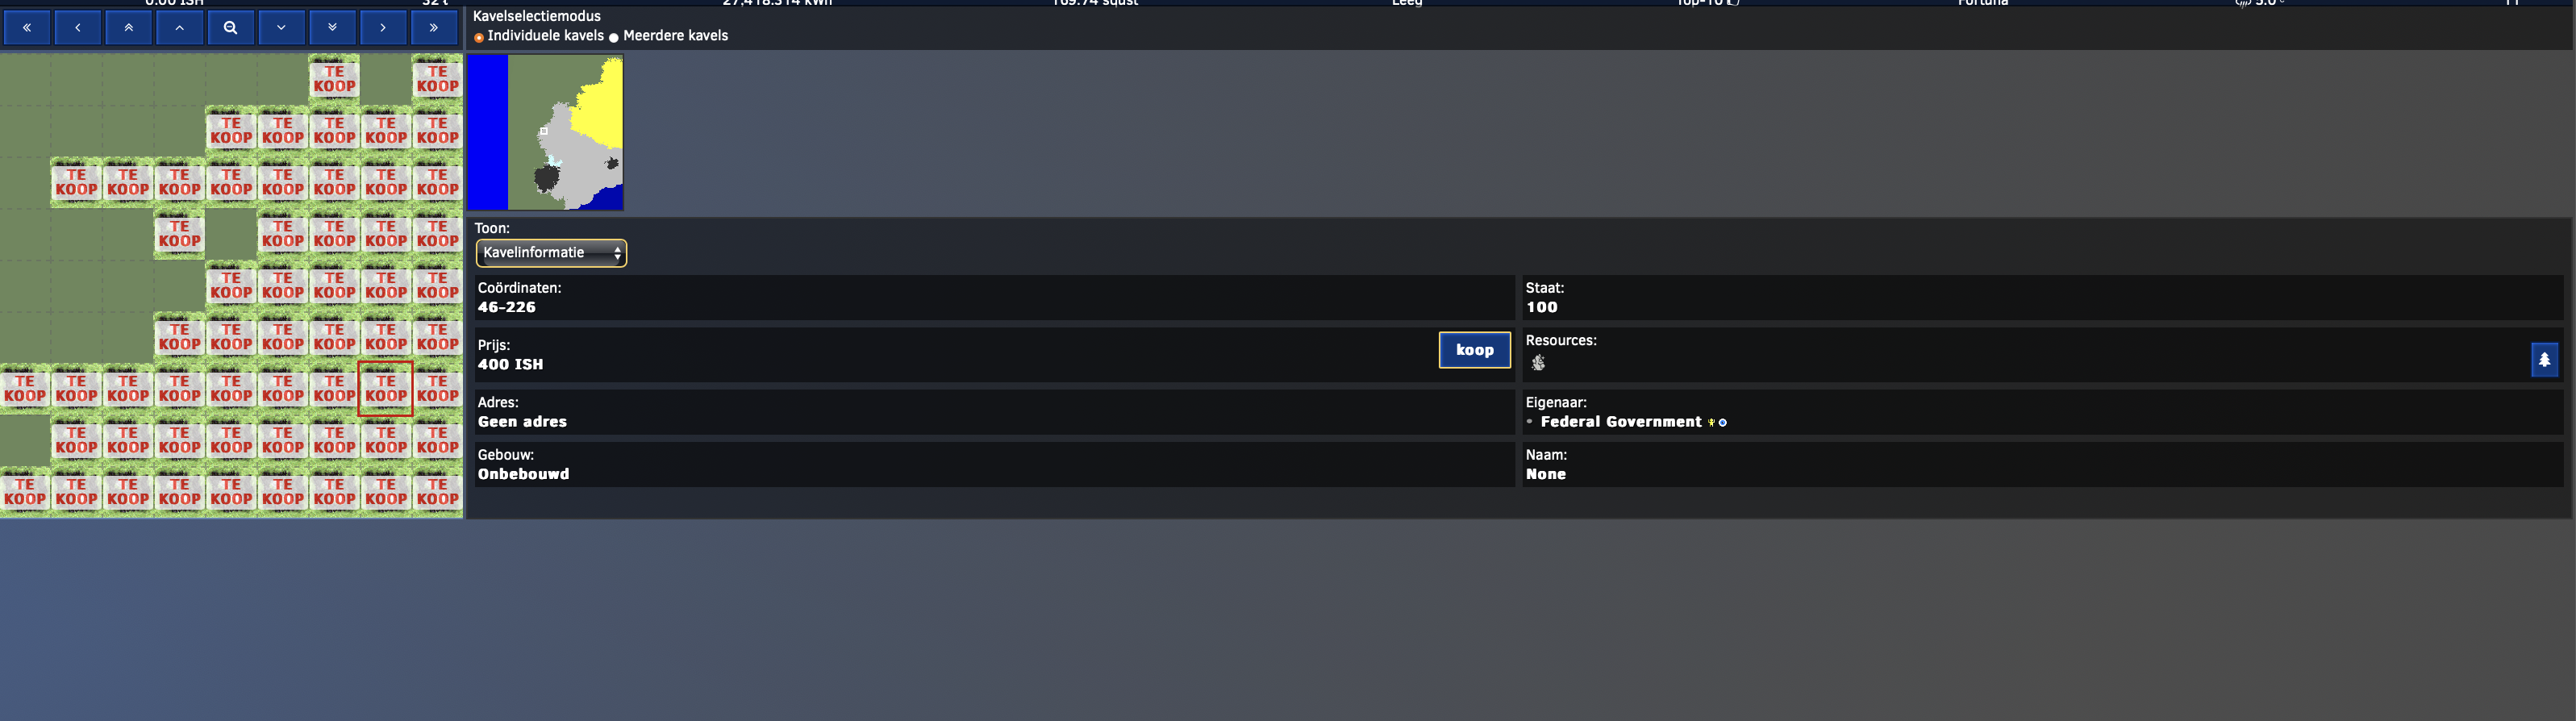 0.00 ISH
Leeg
Fortuna
Kavelselectiemodus
Individuele kavels Meerdere kavels
TE KOOP TE KOOP
TE KOOP TE KOOP TE KOOP TE KOOP TE KOOP
TE KOOP TE KOOP TE KOOP TE KOOP TE KOOP TE KOOP TE KOOP TE KOOP
TE KOOP TE KOOP TE KOOP TE KOOP TE KOOP
TE KOOP TE KOOP TE KOOP TE KOOP TE KOOP
TE KOOP TE KOOP TE KOOP TE KOOP TE KOOP TE KOOP
TE KOOP TE KOOP TE KOOP TE KOOP TE KOOP TE KOOP TE KOOP TE KOOP TE KOOP
TE KOOP TE KOOP TE KOOP TE KOOP TE KOOP TE KOOP TE KOOP TE KOOP
TE KOOP TE KOOP TE KOOP TE KOOP TE KOOP TE KOOP TE KOOP TE KOOP TE KOOP
Toon:
Kavelinformatie
Coördinaten:
46-226
Staat:
100
Prijs:
400 ISH
koop
Resources:
Adres:
Geen adres
Eigenaar:
Federal Government
Gebouw:
Onbebouwd
Naam:
None